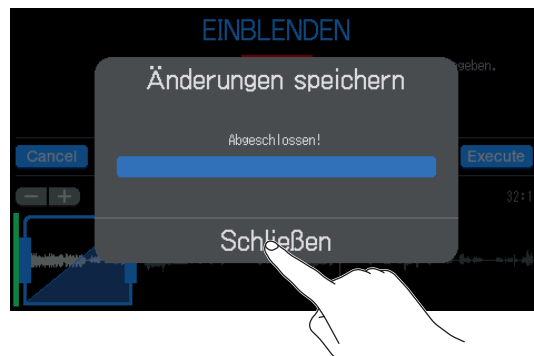 EINBLENDEN
geben.
Änderungen speichern
Abgeschlossen!
Cancel
Execute
− +
32:1
Schließen